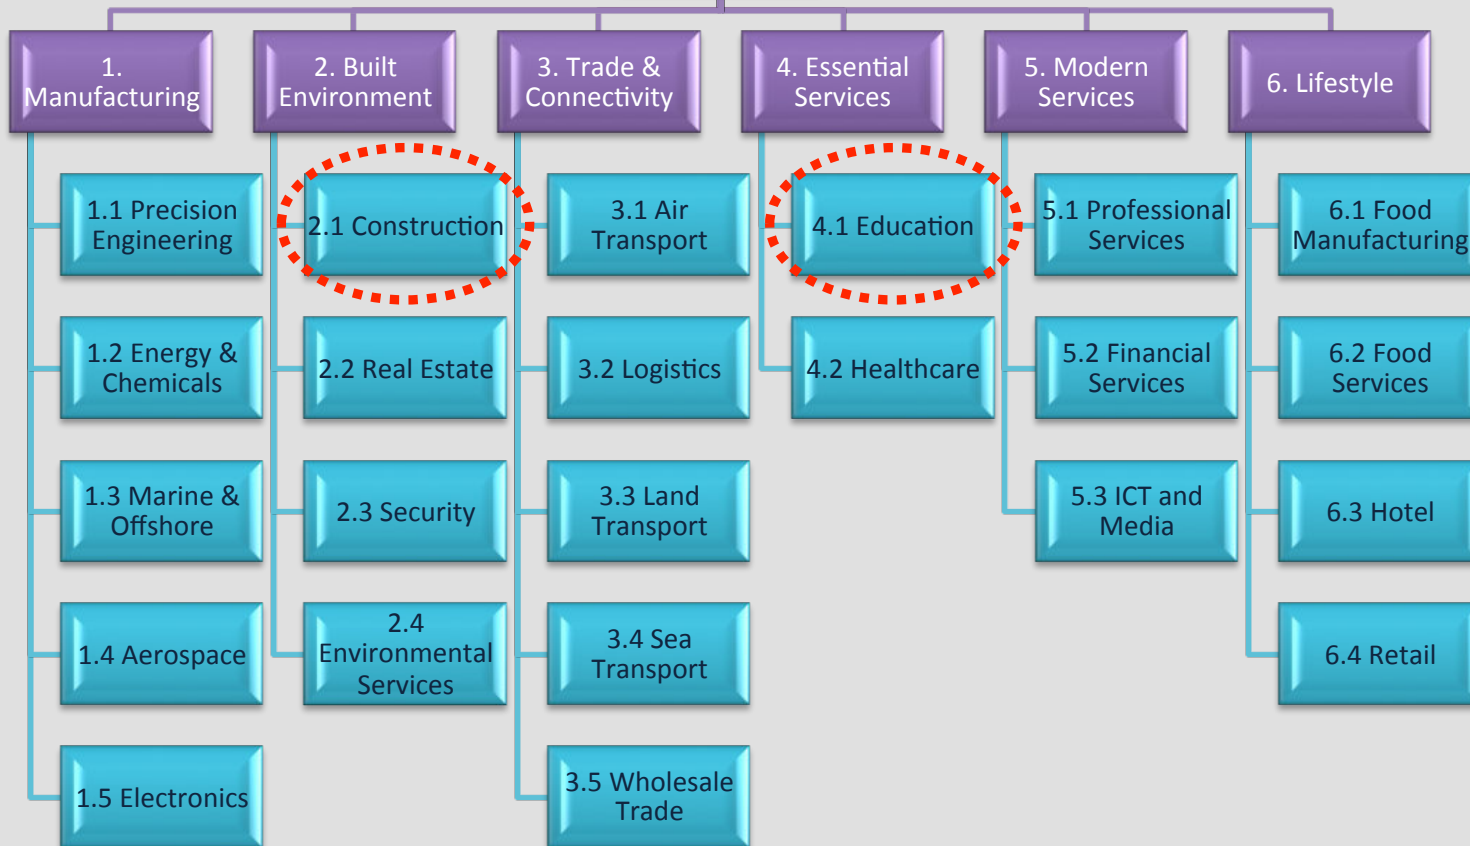 1.
Manufacturing
2. Built
Environment
3. Trade &
Connectivity
4. Essential
Services
5. Modern
Services
6. Lifestyle
1.1 Precision
Engineering
1.2 Energy &
Chemicals
1.3 Marine &
Offshore
1.4 Aerospace
1.5 Electronics
2.1 Construction
2.2 Real Estate
2.3 Security
2.4
Environmental
Services
3.1 Air
Transport
3.2 Logistics
3.3 Land
Transport
3.4 Sea
Transport
3.5 Wholesale
Trade
4.1 Education
4.2 Healthcare
5.1 Professional
Services
5.2 Financial
Services
5.3 ICT and
Media
6.1 Food
Manufacturing
6.2 Food
Services
6.3 Hotel
6.4 Retail